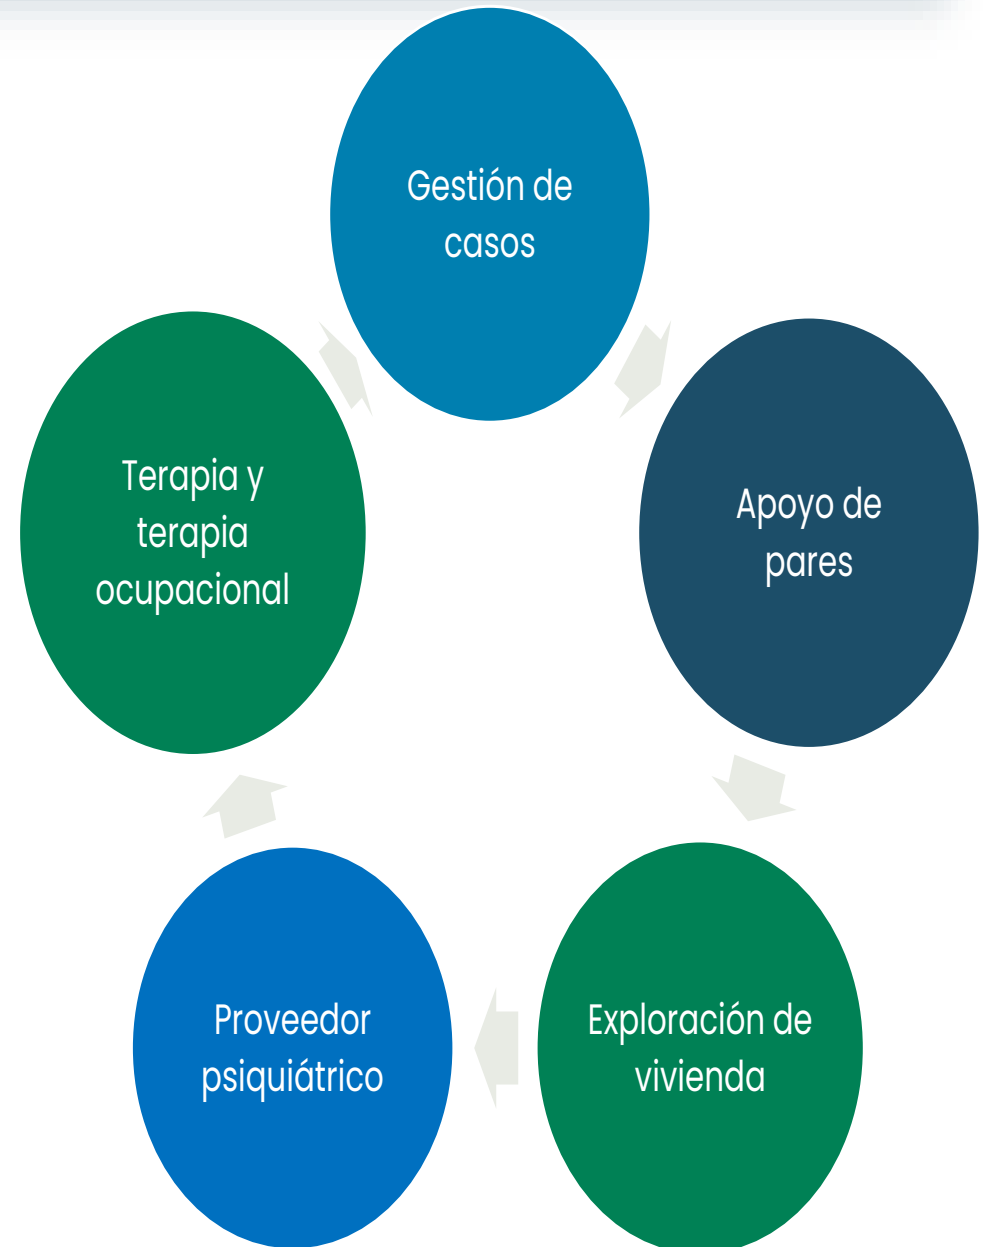 Gestión de
casos
Apoyo de
pares
Exploración de
vivienda
Proveedor
psiquiátrico
Terapia y
terapia
ocupacional